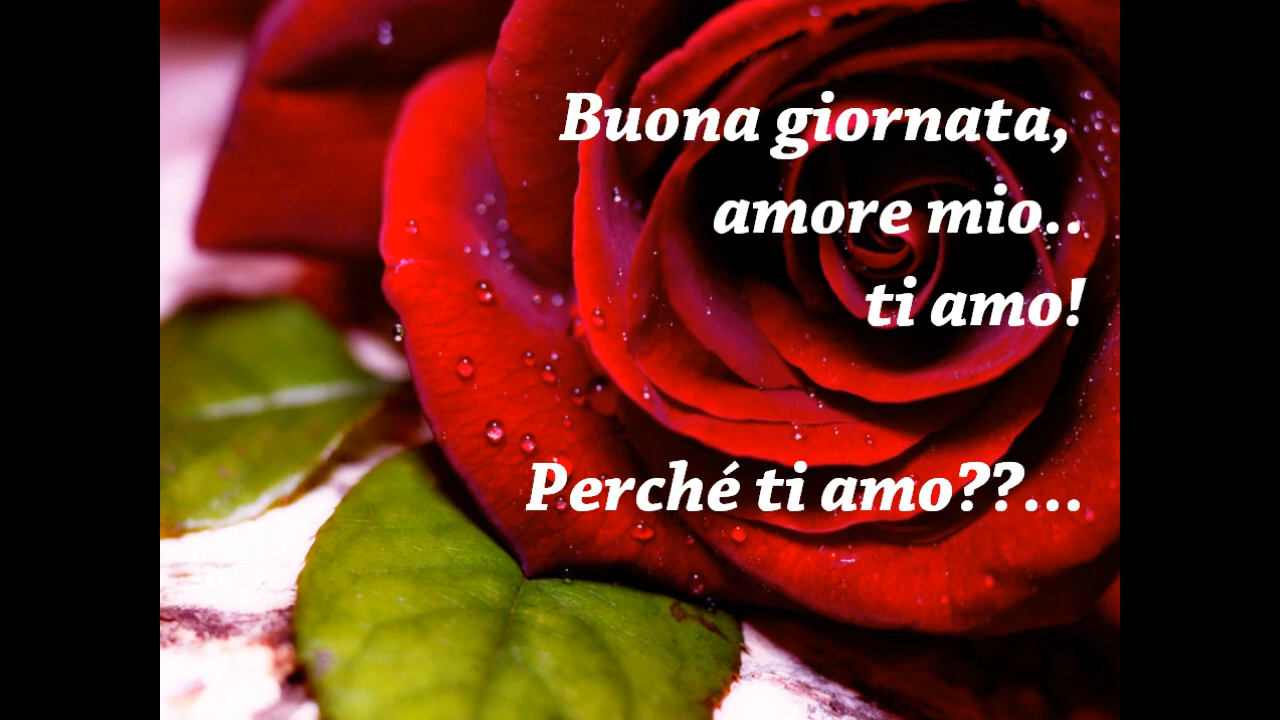 Buona giornata,
amore mio..
ti amo!
Perché ti amo??...